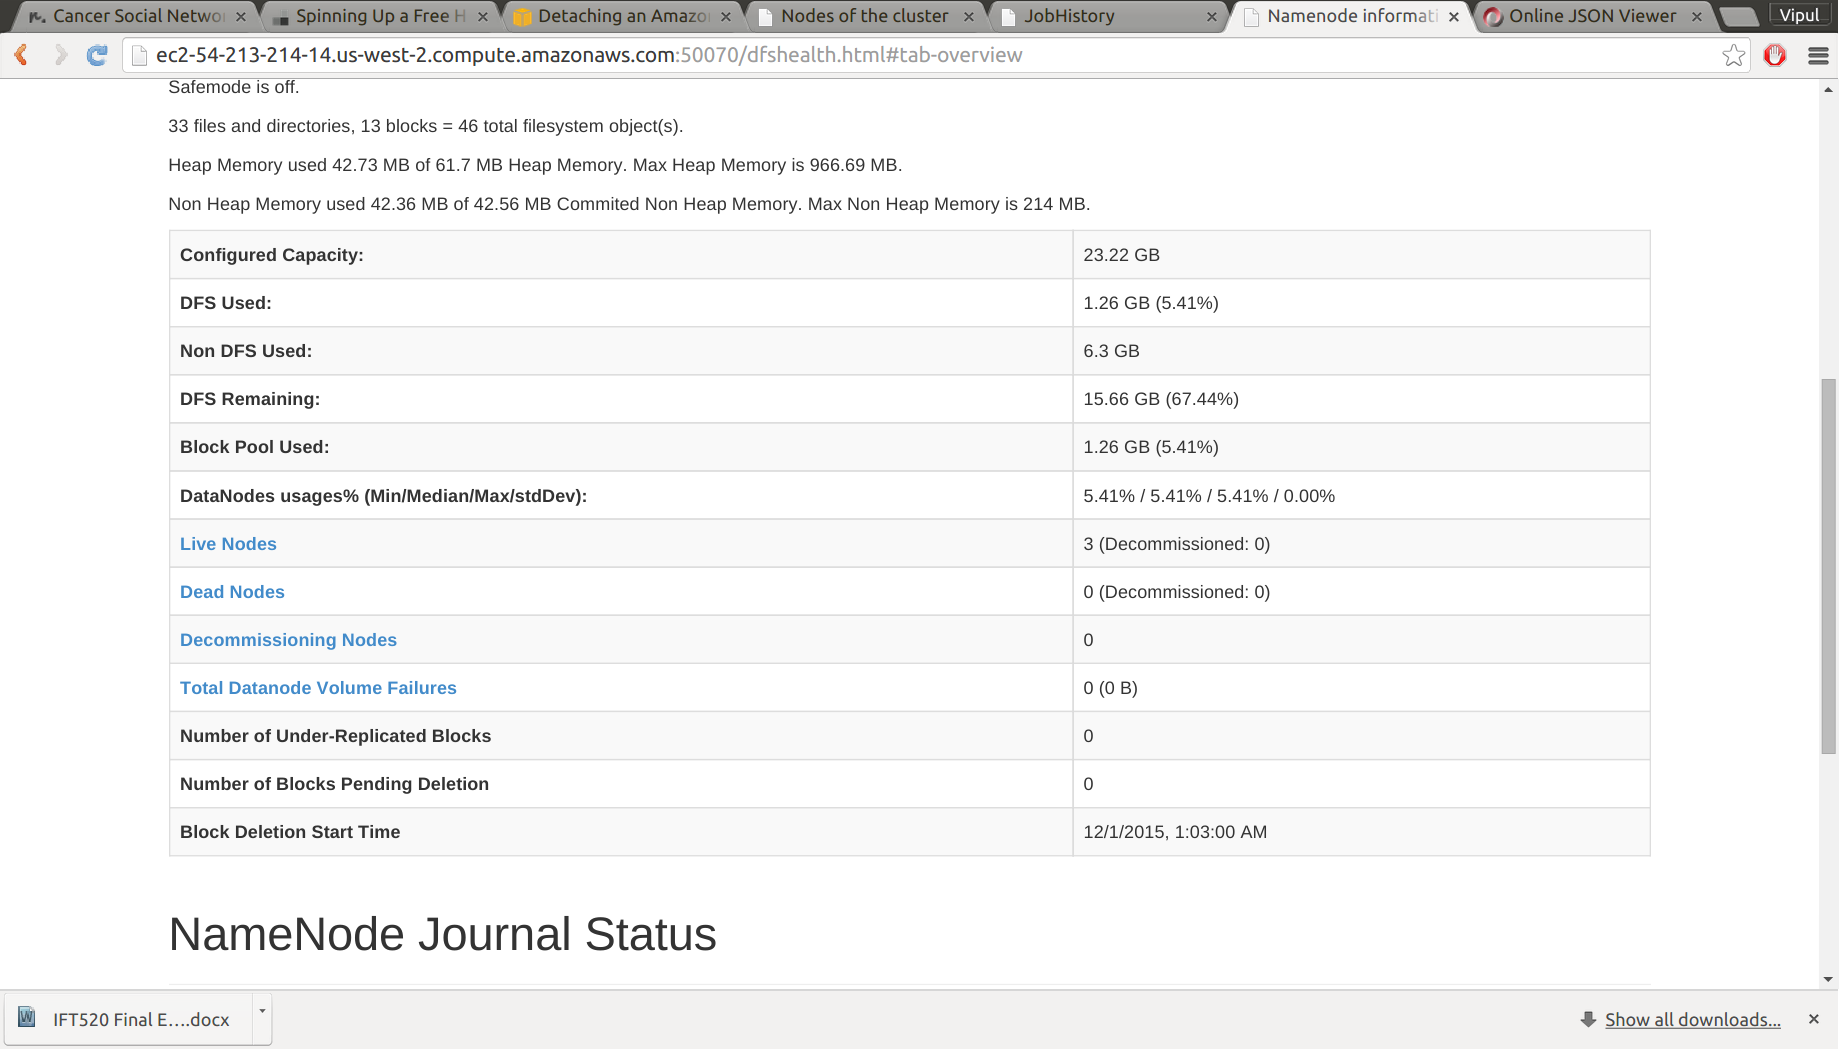 Cancer Social Netwo
Spinning Up a Free H
Detaching an Amazo
Nodes of the cluster
JobHistory
Namenode informati
Online JSON Viewer
Vipul
ec2-54-213-214-14.us-west-2.compute.amazonaws.com:50070/dfshealth.html#tab-overview
Safemode is off.
33 files and directories, 13 blocks = 46 total filesystem object(s).
Heap Memory used 42.73 MB of 61.7 MB Heap Memory. Max Heap Memory is 966.69 MB.
Non Heap Memory used 42.36 MB of 42.56 MB Commited Non Heap Memory. Max Non Heap Memory is 214 MB.
Configured Capacity: 23.22 GB
DFS Used: 1.26 GB (5.41%)
Non DFS Used: 6.3 GB
DFS Remaining: 15.66 GB (67.44%)
Block Pool Used: 1.26 GB (5.41%)
DataNodes usages% (Min/Median/Max/stdDev): 5.41% / 5.41% / 5.41% / 0.00%
Live Nodes 3 (Decommissioned: 0)
Dead Nodes 0 (Decommissioned: 0)
Decommissioning Nodes 0
Total Datanode Volume Failures 0 (0 B)
Number of Under-Replicated Blocks 0
Number of Blocks Pending Deletion 0
Block Deletion Start Time 12/1/2015, 1:03:00 AM
NameNode Journal Status
IFT520 Final E....docx
Show all downloads...